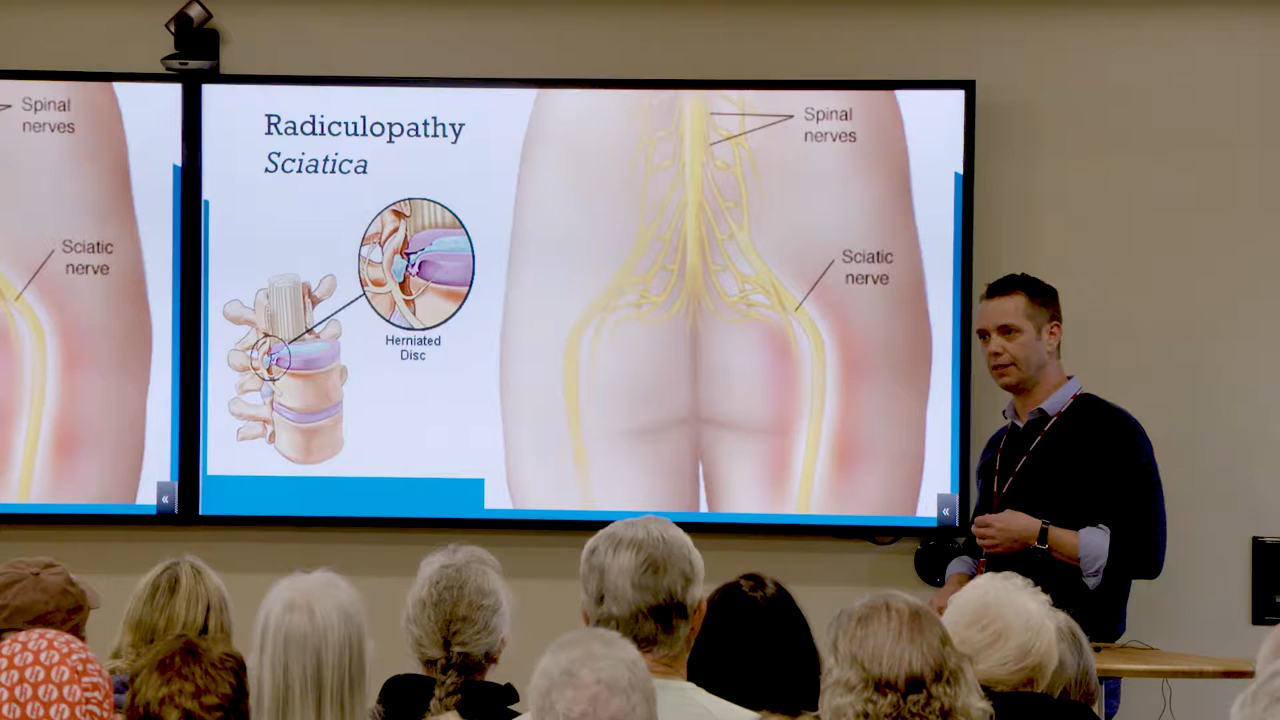 Spinal
nerves
Sciatic
nerve
«
Radiculopathy
Sciatica
Herniated
Disc
Spinal
nerves
Sciatic
nerve
«